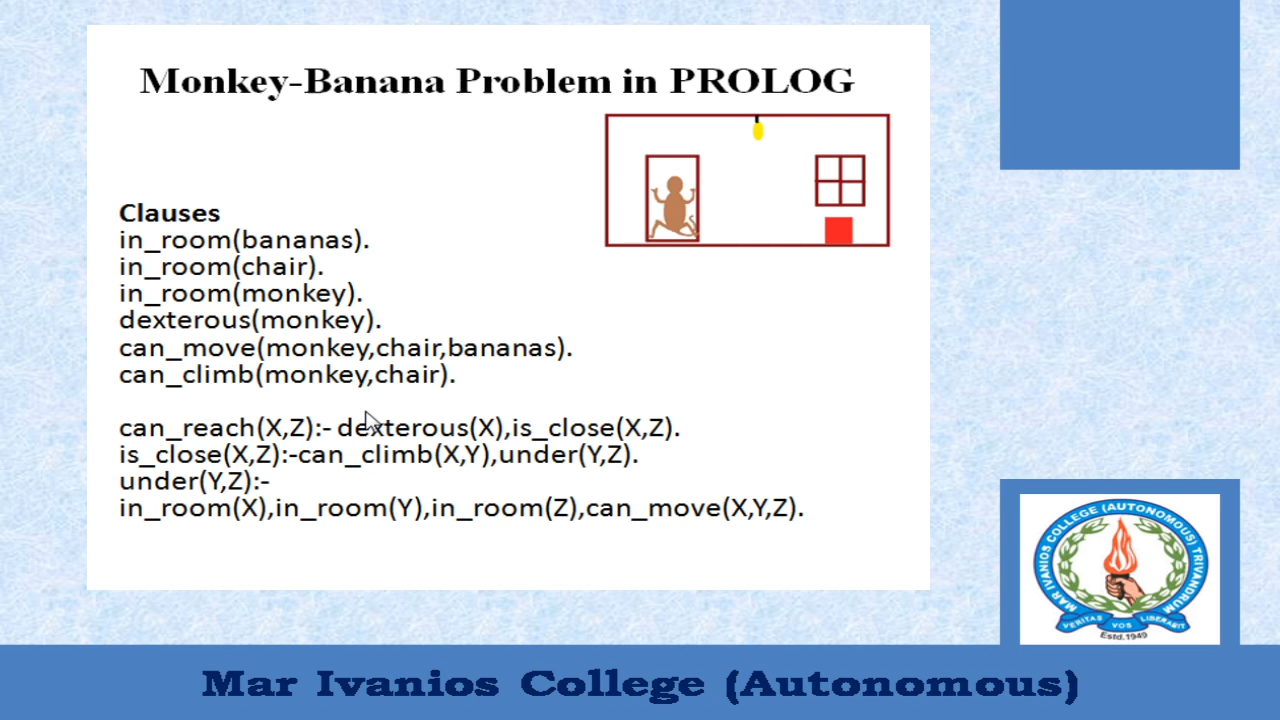 Monkey-Banana Problem in PROLOG
Clauses
in_room(bananas).
in_room(chair).
in_room(monkey).
dexterous(monkey).
can_move(monkey,chair,bananas).
can_climb(monkey,chair).
can_reach(X,Z):- dexterous(X),is_close(X,Z).
is_close(X,Z):-can_climb(X,Y),under(Y,Z).
under(Y,Z):-
in_room(X),in_room(Y),in_room(Z),can_move(X,Y,Z).
MAR IVANIOS COLLEGE (AUTONOMOUS) TRIVANDRUM
VERITAS VOS LIBERABIT
Estd.1949
Mar Ivanios College (Autonomous)